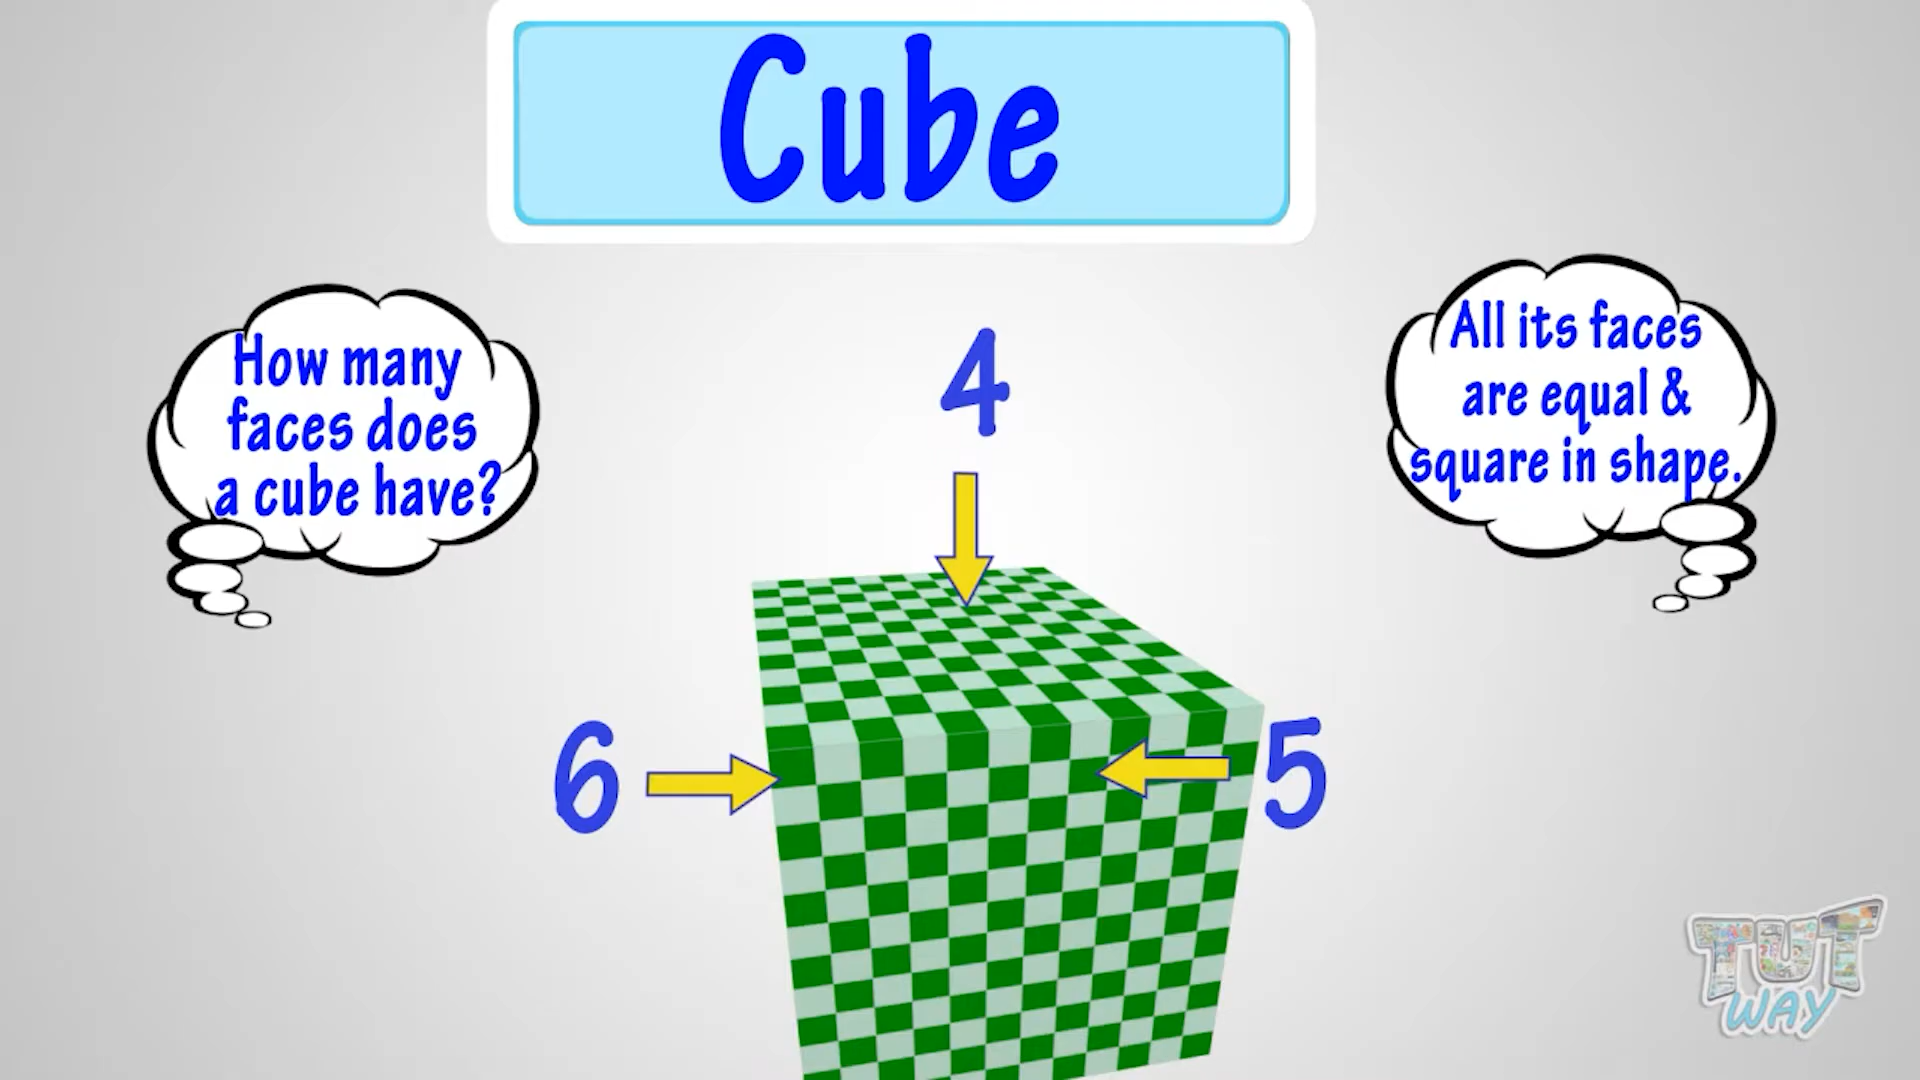 Cube
How many
faces does
a cube have?
All its faces
are equal &
square in shape.
4
6
5
TUT
WAY